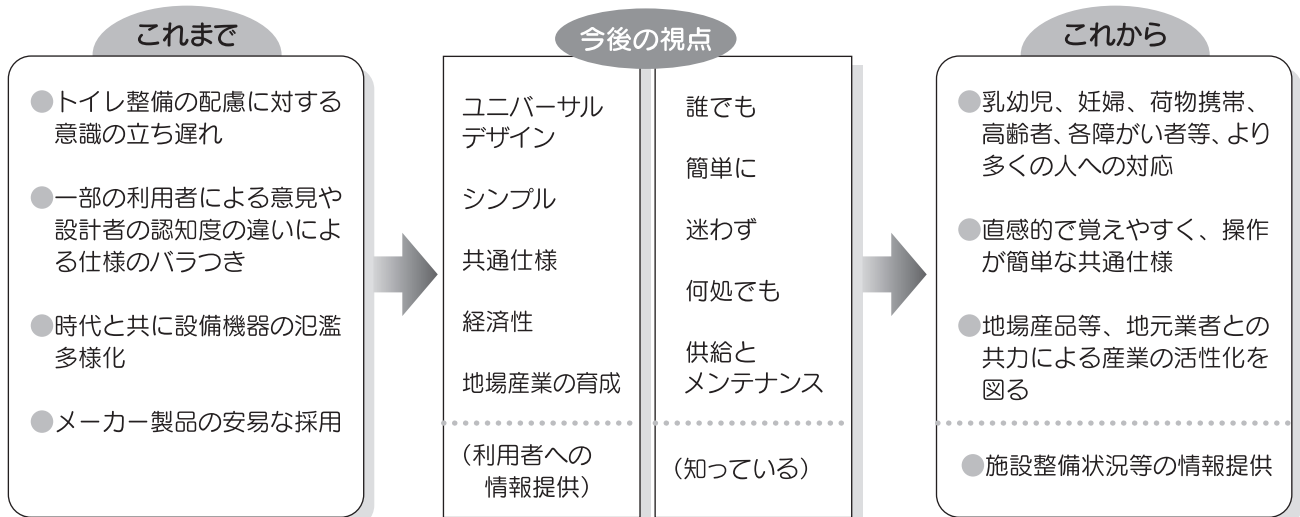 これまで
●トイレ整備の配慮に対する
意識の立ち遅れ
●一部の利用者による意見や
設計者の認知度の違いによ
る仕様のバラつき
●時代と共に設備機器の氾濫
多様化
●メーカー製品の安易な採用
今後の視点
ユニバーサル
デザイン
シンプル
共通仕様
経済性
地場産業の育成
（利用者への
情報提供）
誰でも
簡単に
迷わず
何処でも
供給と
メンテナンス
（知っている）
これから
●乳幼児、妊婦、荷物携帯、
高齢者、各障がい者等、より
多くの人への対応
●直感的で覚えやすく、操作
が簡単な共通仕様
●地場産品等、地元業者との
共力による産業の活性化を
図る
●施設整備状況等の情報提供